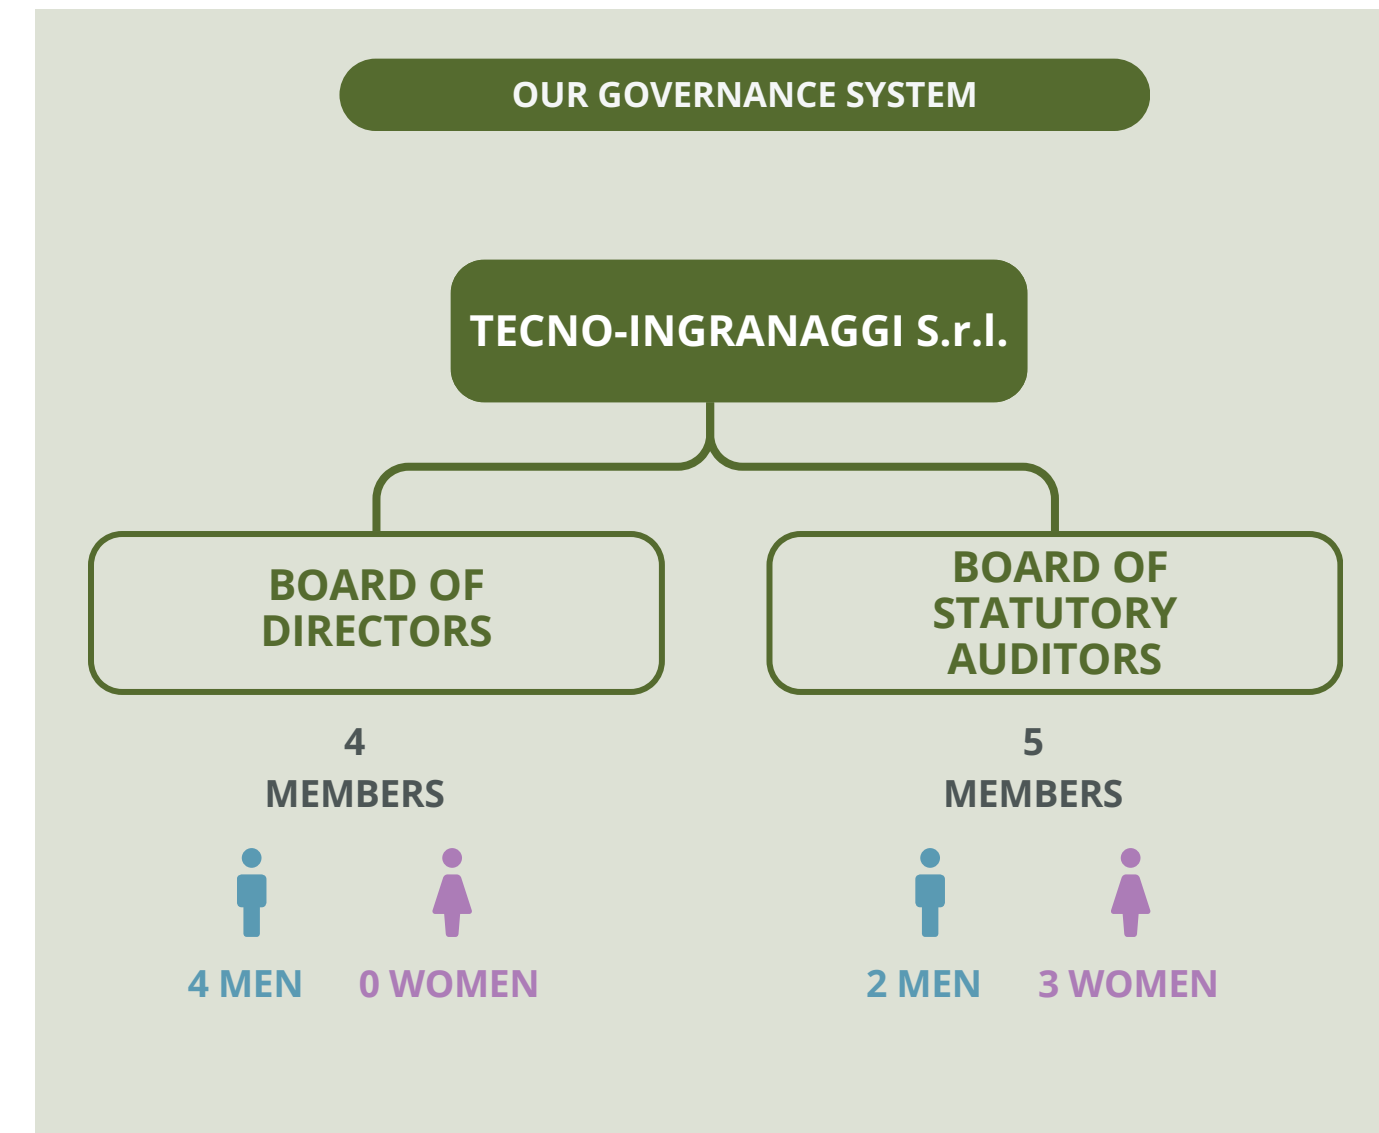 OUR GOVERNANCE SYSTEM
TECNO-INGRANAGGI S.r.l.
BOARD OF
DIRECTORS
4
MEMBERS
4 MEN
0 WOMEN
BOARD OF
STATUTORY
AUDITORS
5
MEMBERS
2 MEN
3 WOMEN